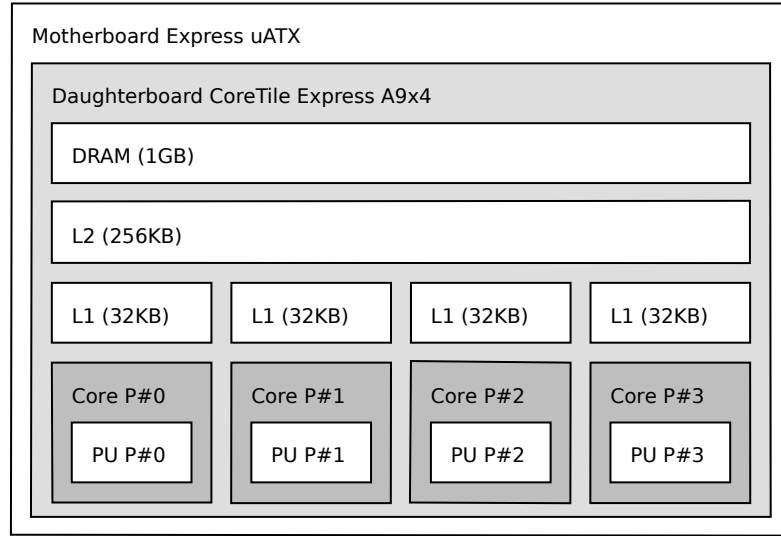 Motherboard Express uATX
Daughterboard CoreTile Express A9x4
DRAM (1GB)
L2 (256KB)
L1 (32KB) L1 (32KB) L1 (32KB) L1 (32KB)
Core P#0 Core P#1 Core P#2 Core P#3
PU P#0 PU P#1 PU P#2 PU P#3